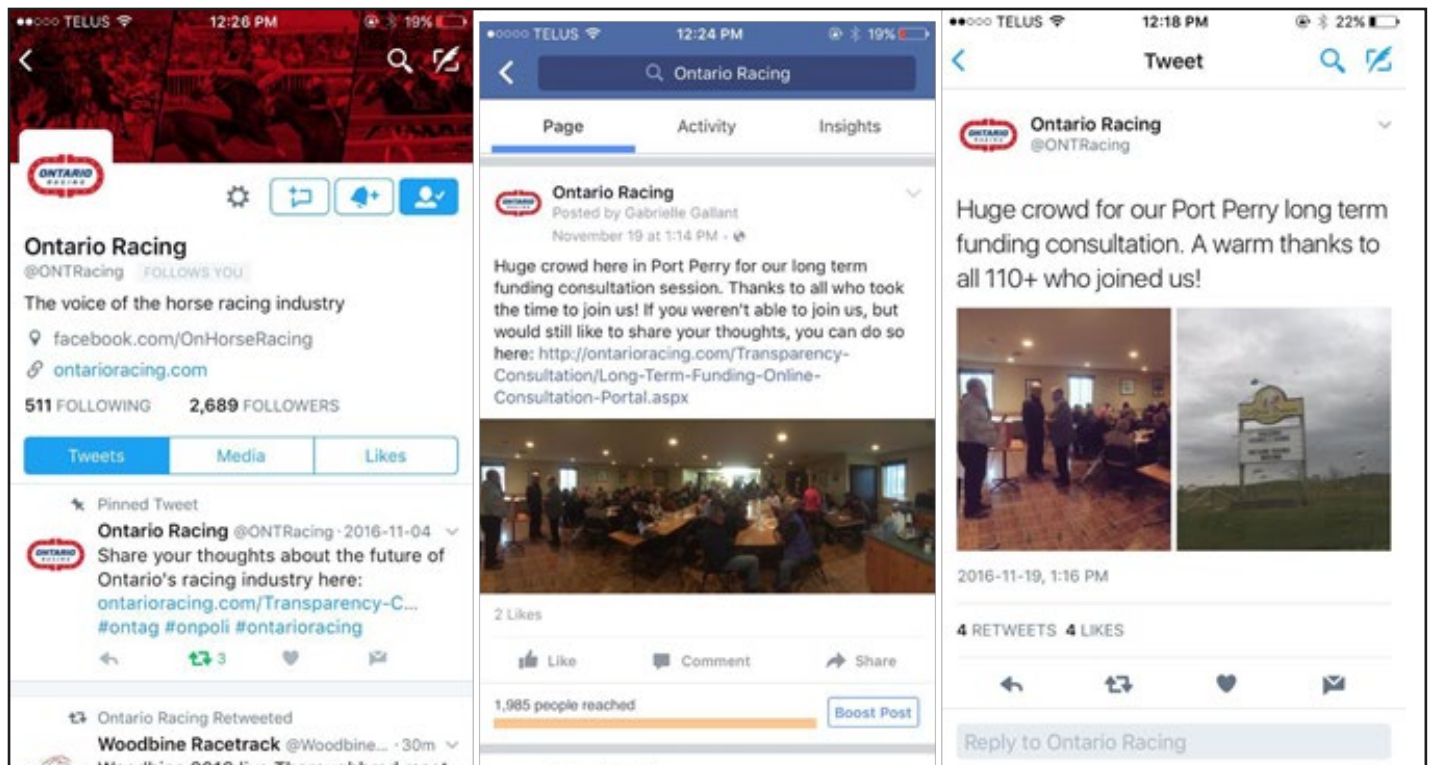 TELUS 12:26 PM 19%
ONTARIO
RACING
Ontario Racing
@ONTRacing FOLLOWS YOU
The voice of the horse racing industry
facebook.com/OnHorseRacing
ontarioracing.com
511 FOLLOWING 2,689 FOLLOWERS
Tweets Media Likes
Pinned Tweet
Ontario Racing @ONTRacing · 2016-11-04
ONTARIO
Share your thoughts about the future of
Ontario's racing industry here:
ontarioracing.com/Transparency-C...
#ontag #onpoli #ontarioracing
3
Ontario Racing Retweeted
Woodbine Racetrack @Woodbine... · 30m
TELUS 12:24 PM 19%
Ontario Racing
Page Activity Insights
ONTARIO
Ontario Racing
Posted by Gabrielle Gallant
November 19 at 1:14 PM ·
Huge crowd here in Port Perry for our long term
funding consultation session. Thanks to all who took
the time to join us! If you weren't able to join us, but
would still like to share your thoughts, you can do so
here: http://ontarioracing.com/Transparency-
Consultation/Long-Term-Funding-Online-
Consultation-Portal.aspx
2 Likes
Like Comment Share
1,985 people reached
Boost Post
TELUS 12:18 PM 22%
Tweet
ONTARIO
Ontario Racing
@ONTRacing
Huge crowd for our Port Perry long term
funding consultation. A warm thanks to
all 110+ who joined us!
2016-11-19, 1:16 PM
4 RETWEETS 4 LIKES
Reply to Ontario Racing